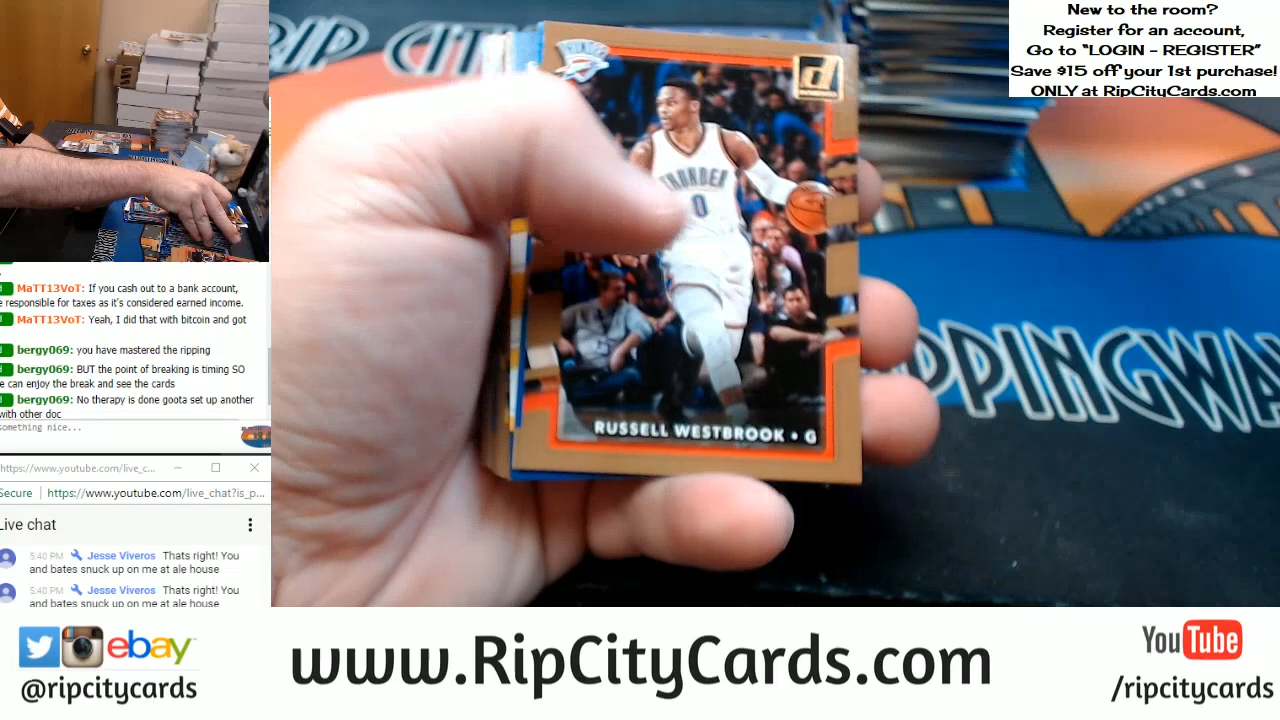 New to the room?
Register for an account,
Go to “LOGIN - REGISTER”
Save $15 off your 1st purchase!
ONLY at RipCityCards.com
RIP CITY
THUNDER
d
THUNDER
0
RUSSELL WESTBROOK • G
RIPPINGWA
MaTT13VoT: If you cash out to a bank account,
e responsible for taxes as it's considered earned income.
MaTT13VoT: Yeah, I did that with bitcoin and got
bergy069: you have mastered the ripping
bergy069: BUT the point of breaking is timing SO
e can enjoy the break and see the cards
bergy069: No therapy is done goota set up another
with other doc
something nice...
https://www.youtube.com/live_c...
Secure https://www.youtube.com/live_chat?is_p...
Live chat
5:40 PM Jesse Viveros Thats right! You
and bates snuck up on me at ale house
5:40 PM Jesse Viveros Thats right! You
and bates snuck up on me at ale house
ebay
@ripcitycards
www.RipCityCards.com
YouTube
/ripcitycards